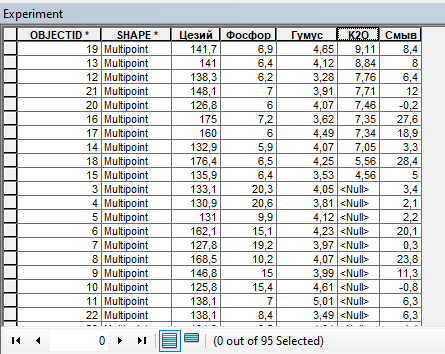 Experiment
OBJECTID * SHAPE * Цезий Фосфор Гумус K2O Смыв
19 Multipoint 141,7 6,9 4,65 9,11 8,4
13 Multipoint 141 6,4 4,12 8,84 8
12 Multipoint 138,3 6,2 3,28 7,76 6,4
21 Multipoint 148,1 7 3,91 7,71 12
20 Multipoint 126,8 6 4,07 7,46 -0,2
16 Multipoint 175 7,2 3,62 7,35 27,6
17 Multipoint 160 6 4,49 7,34 18,9
14 Multipoint 132,9 5,9 4,07 7,05 3,3
18 Multipoint 176,4 6,5 4,25 5,56 28,4
15 Multipoint 135,9 6,4 3,53 4,56 5
3 Multipoint 133,1 20,3 4,05 <Null> 3,4
4 Multipoint 130,9 20,6 3,81 <Null> 2,1
5 Multipoint 131 9,9 4,12 <Null> 2,2
6 Multipoint 162,1 15,1 4,23 <Null> 20,1
7 Multipoint 127,8 19,2 3,97 <Null> 0,3
8 Multipoint 168,5 10,2 4,07 <Null> 23,8
9 Multipoint 146,8 15 3,99 <Null> 11,3
10 Multipoint 125,8 15,4 4,61 <Null> -0,8
11 Multipoint 138,1 7 5,01 <Null> 6,3
22 Multipoint 138,1 8,4 3,49 <Null> 6,3
0 (0 out of 95 Selected)